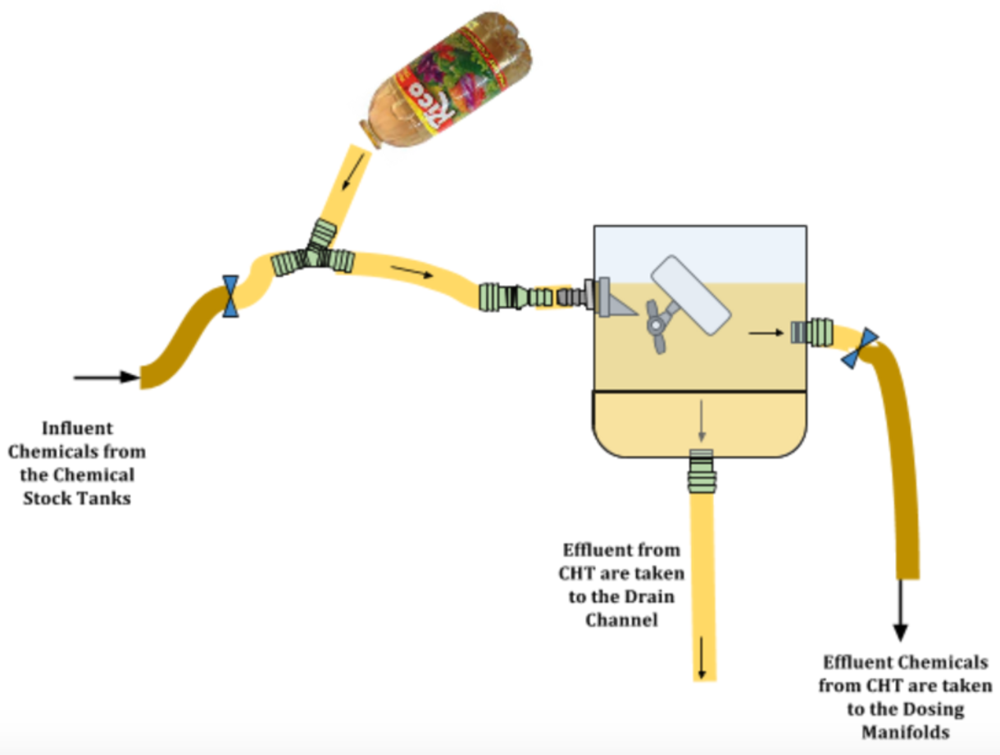 Rico
Influent
Chemicals from
the Chemical
Stock Tanks
Effluent from
CHT are taken
to the Drain
Channel
Effluent Chemicals
from CHT are taken
to the Dosing
Manifolds